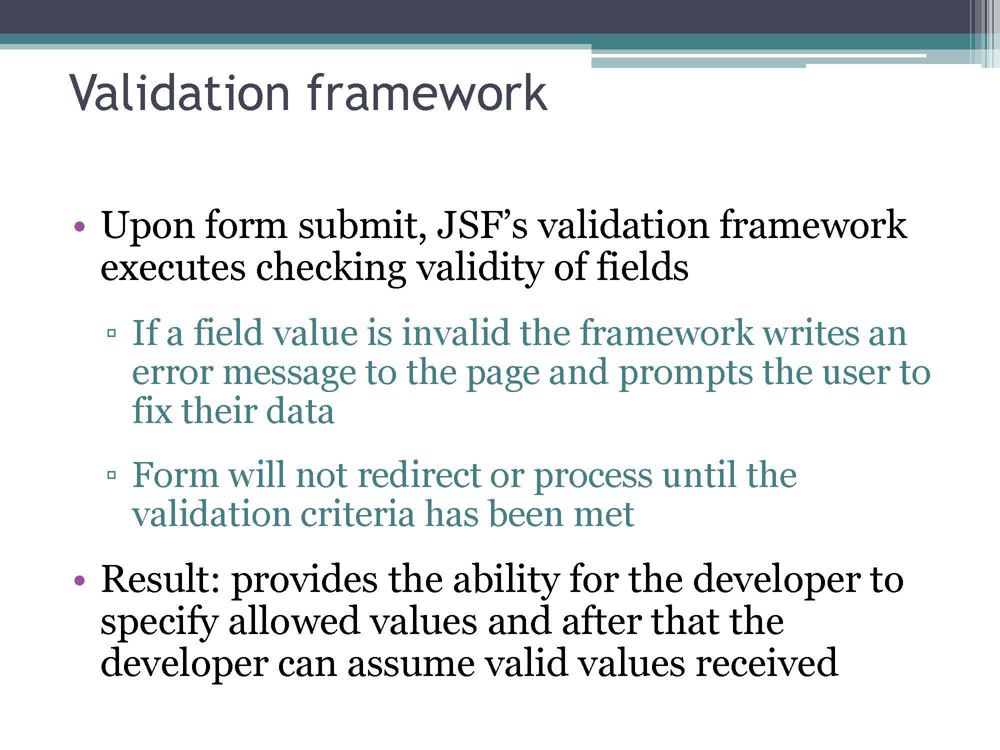 Validation framework
• Upon form submit, JSF’s validation framework
executes checking validity of fields
▫ If a field value is invalid the framework writes an
error message to the page and prompts the user to
fix their data
▫ Form will not redirect or process until the
validation criteria has been met
• Result: provides the ability for the developer to
specify allowed values and after that the
developer can assume valid values received